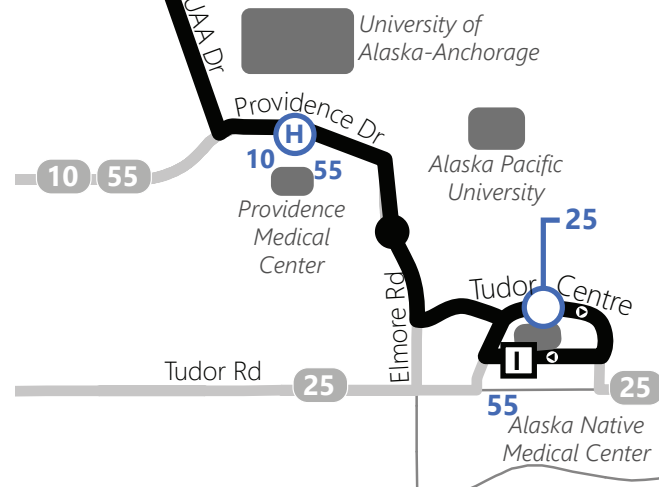 UAA Dr
University of
Alaska-Anchorage
Providence Dr
H
10
55
10
55
Alaska Pacific
University
Providence
Medical
Center
25
Tudor Centre
Elmore Rd
Tudor Rd
25
I
25
55
Alaska Native
Medical Center